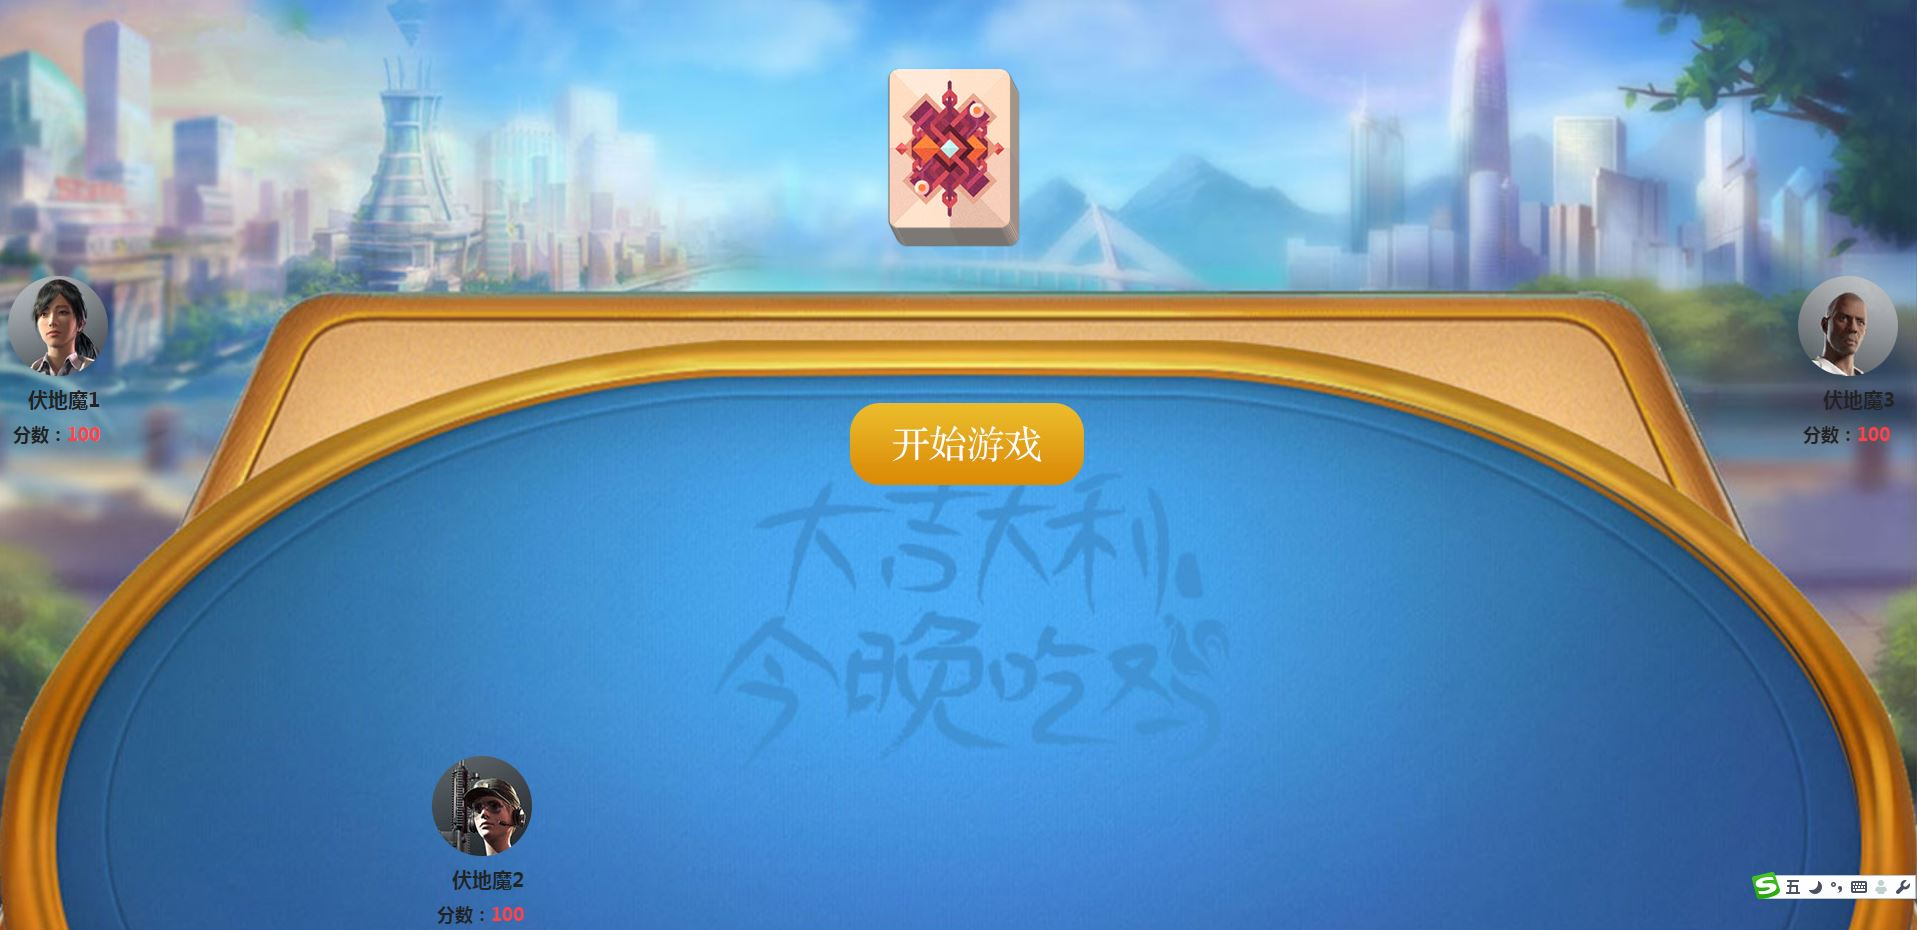 伏地魔1
分数：100
伏地魔3
分数：100
开始游戏
大吉大利，
今晚吃鸡
伏地魔2
分数：100
S五